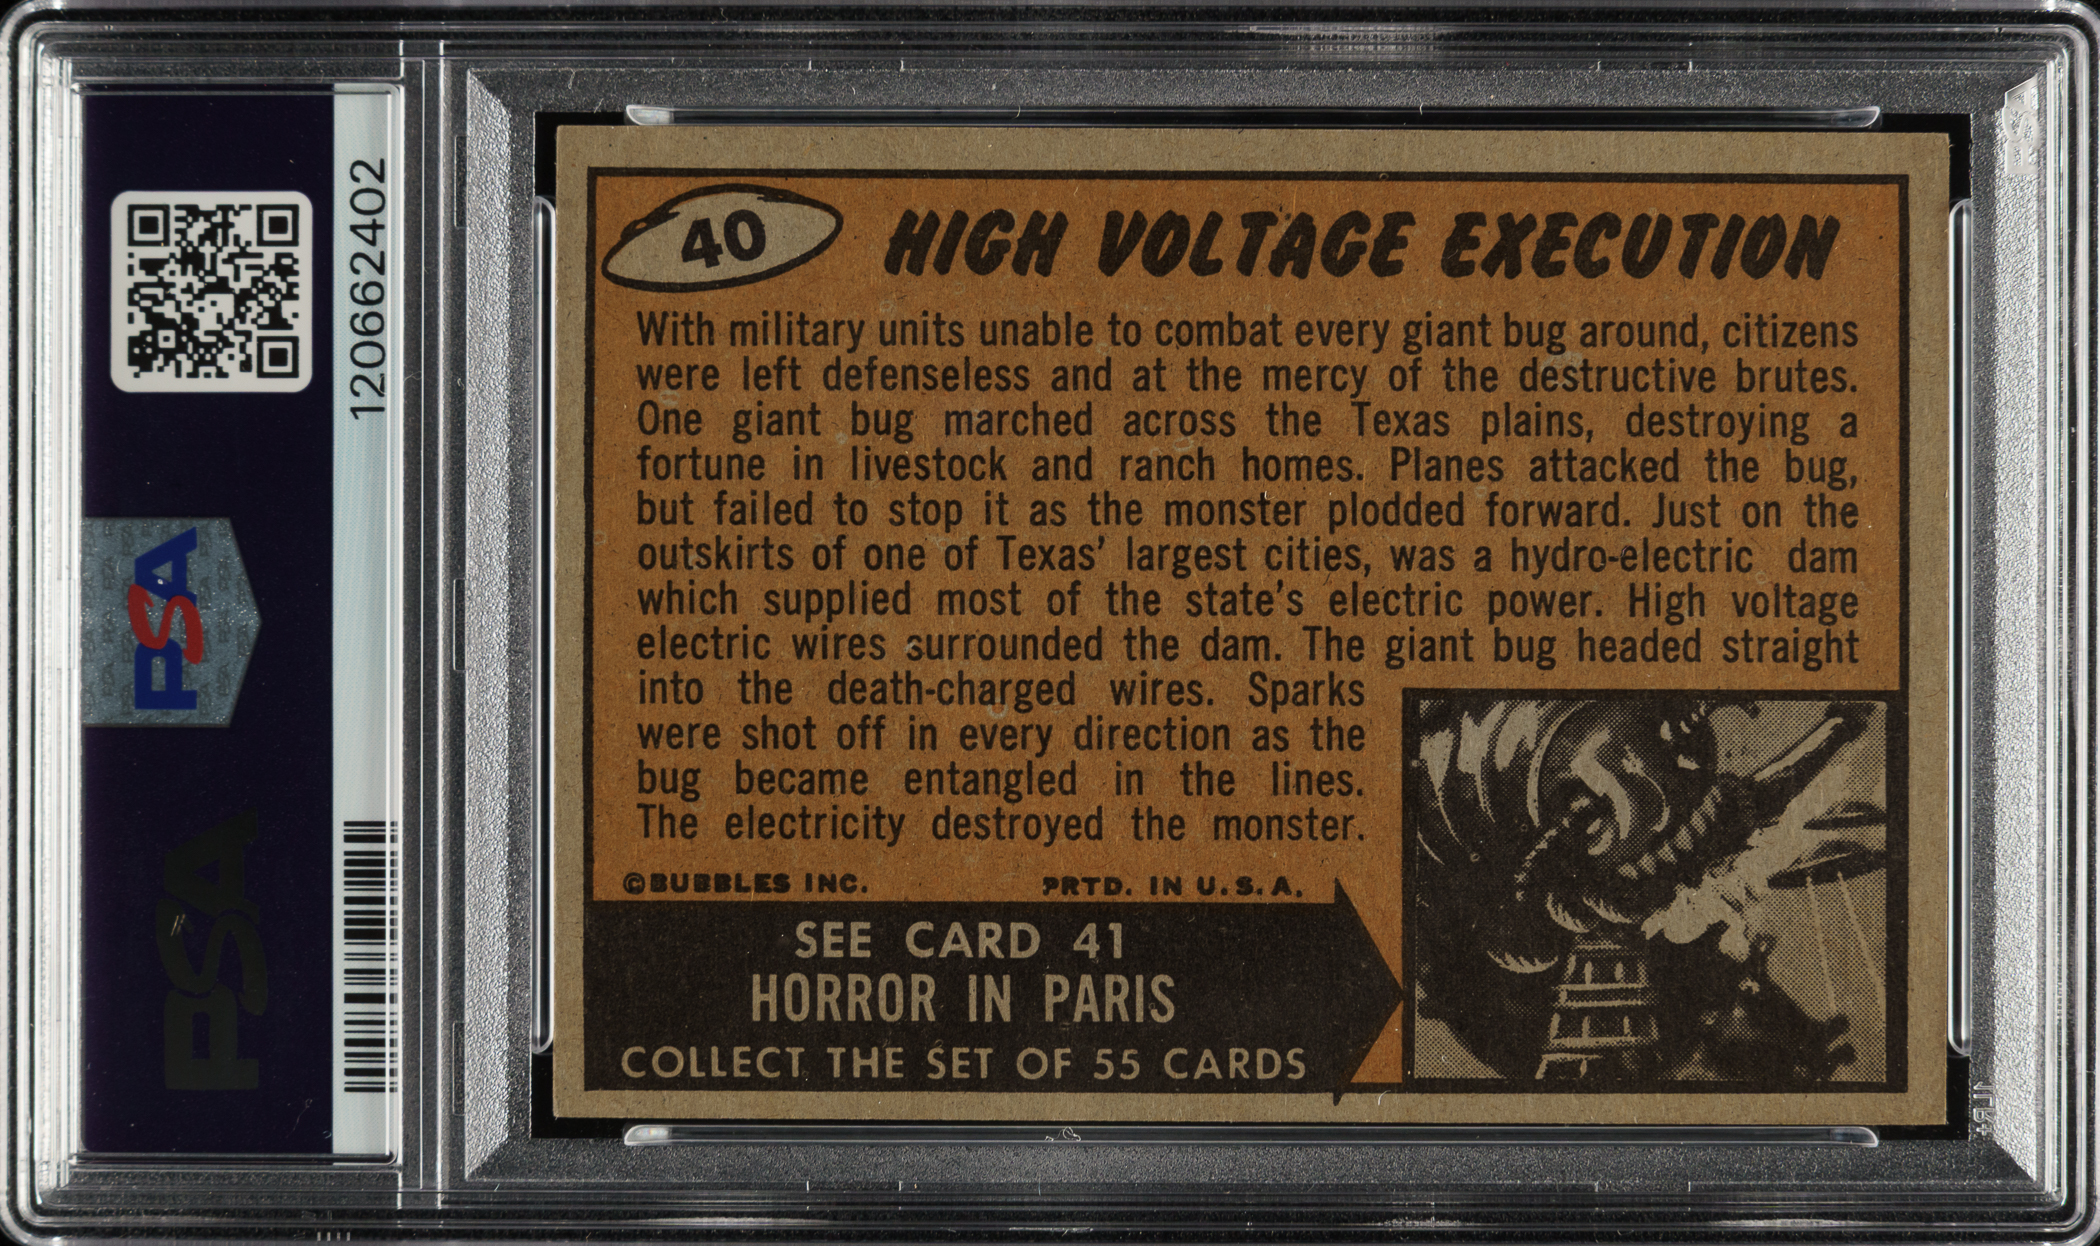 120662402
PSA
PSA
40
HIGH VOLTAGE EXECUTION
With military units unable to combat every giant bug around, citizens
were left defenseless and at the mercy of the destructive brutes.
One giant bug marched across the Texas plains, destroying a
fortune in livestock and ranch homes. Planes attacked the bug,
but failed to stop it as the monster plodded forward. Just on the
outskirts of one of Texas' largest cities, was a hydro-electric dam
which supplied most of the state's electric power. High voltage
electric wires surrounded the dam. The giant bug headed straight
into the death-charged wires. Sparks
were shot off in every direction as the
bug became entangled in the lines.
The electricity destroyed the monster.
©BUBBLES INC. PRTD. IN U.S.A.
SEE CARD 41
HORROR IN PARIS
COLLECT THE SET OF 55 CARDS